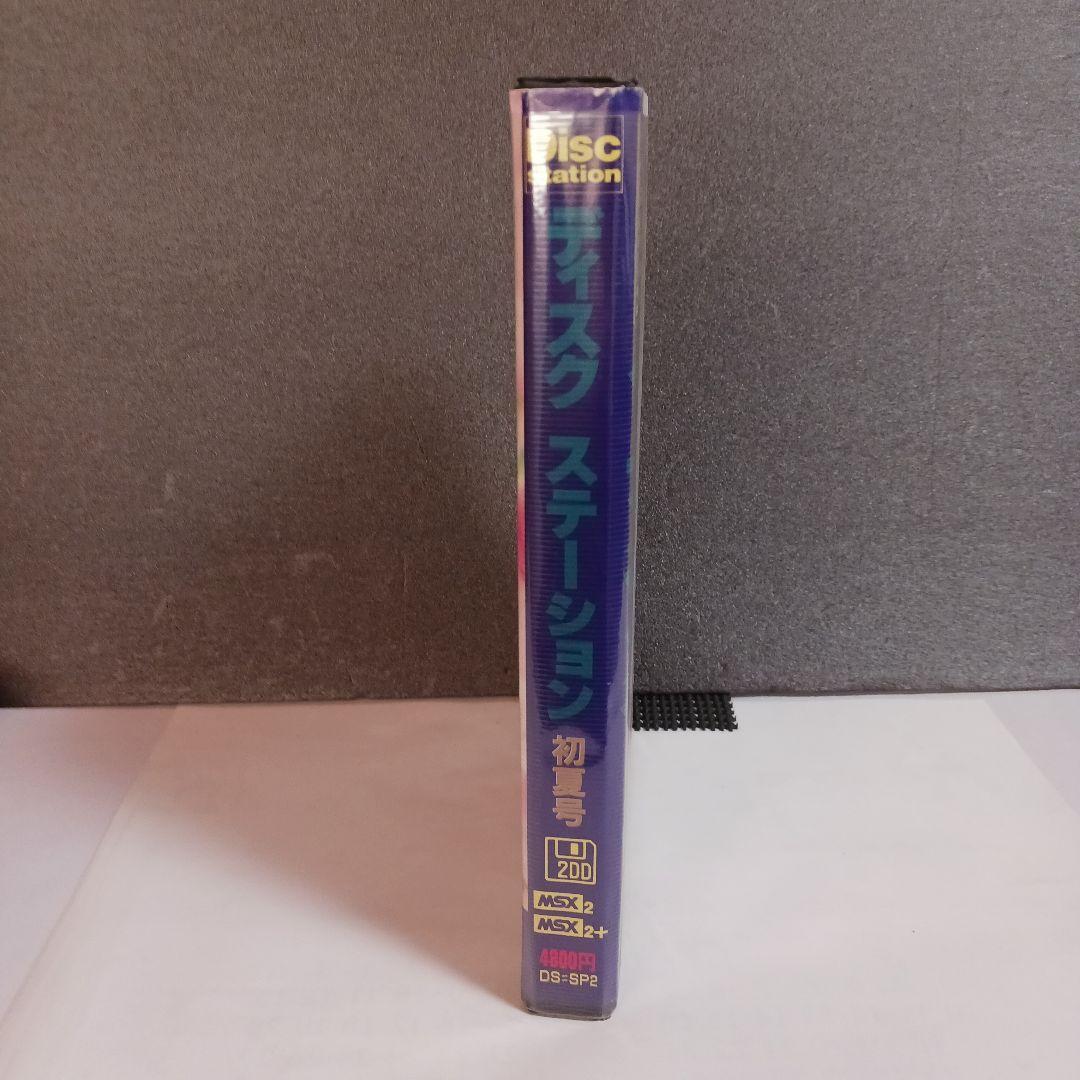 Disc
station
ディスク ステーション
初夏号
2DD
MSX2
MSX2+
4800円
DS-SP2